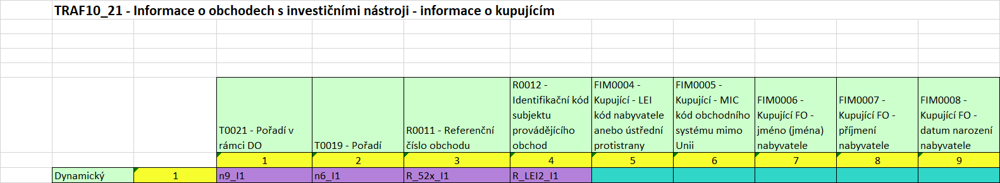 TRAF10_21 - Informace o obchodech s investičními nástroji - informace o kupujícím
T0021 - Pořadí v
rámci DO
T0019 - Pořadí
R0011 - Referenční
číslo obchodu
R0012 -
Identifikační kód
subjektu
provádějícího
obchod
FIM0004 -
Kupující - LEI
kód nabyvatele
anebo ústřední
protistrany
FIM0005 -
Kupující - MIC
kód obchodního
systému mimo
Unii
FIM0006 -
Kupující FO -
jméno (jména)
nabyvatele
FIM0007 -
Kupující FO -
příjmení
nabyvatele
FIM0008 -
Kupující FO -
datum narození
nabyvatele
1 2 3 4 5 6 7 8 9
Dynamický 1 n9_I1 n6_I1 R_52x_I1 R_LEI2_I1